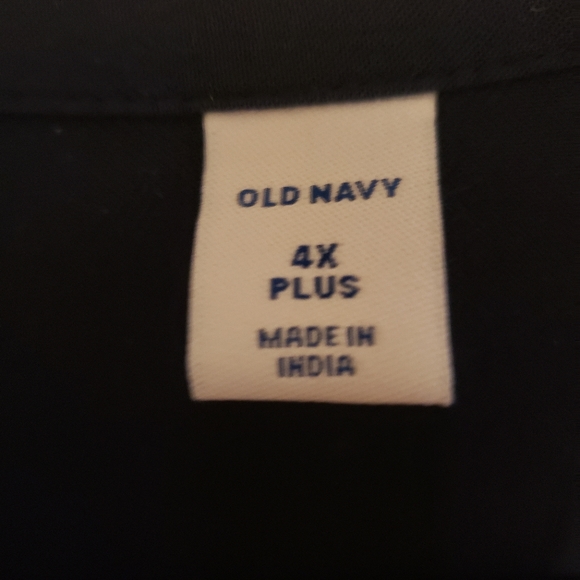 OLD NAVY
4X
PLUS
MADE IN
INDIA